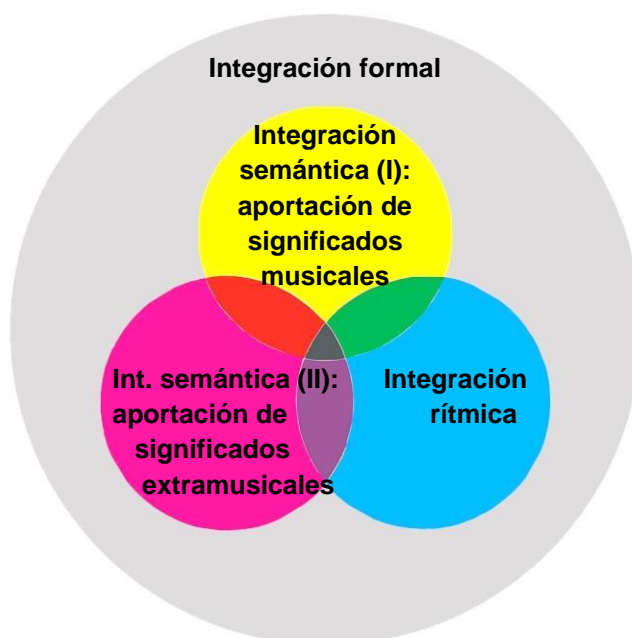 Integración formal
Integración
semántica (I):
aportación de
significados
musicales
Int. semántica (II):
aportación de
significados
extramusicales
Integración
rítmica